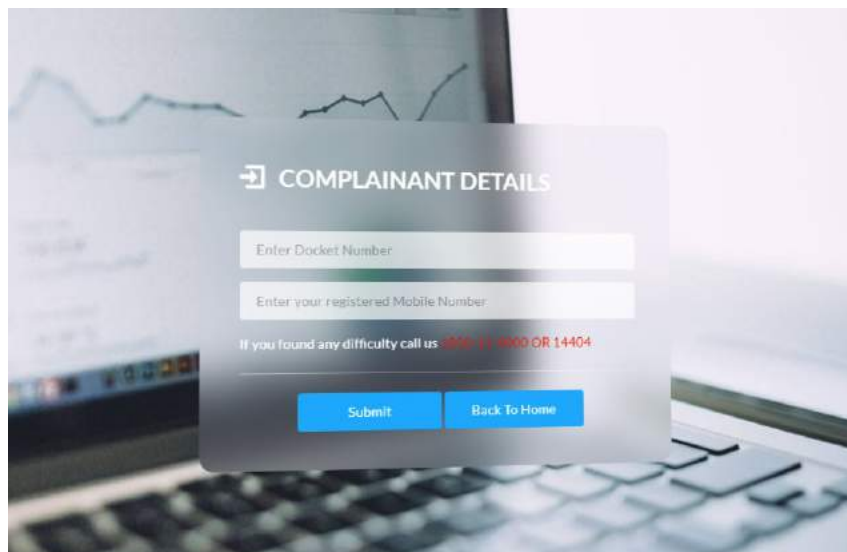 COMPLAINANT DETAILS
Enter Docket Number
Enter your registered Mobile Number
If you found any difficulty call us OR 14404
Submit
Back To Home